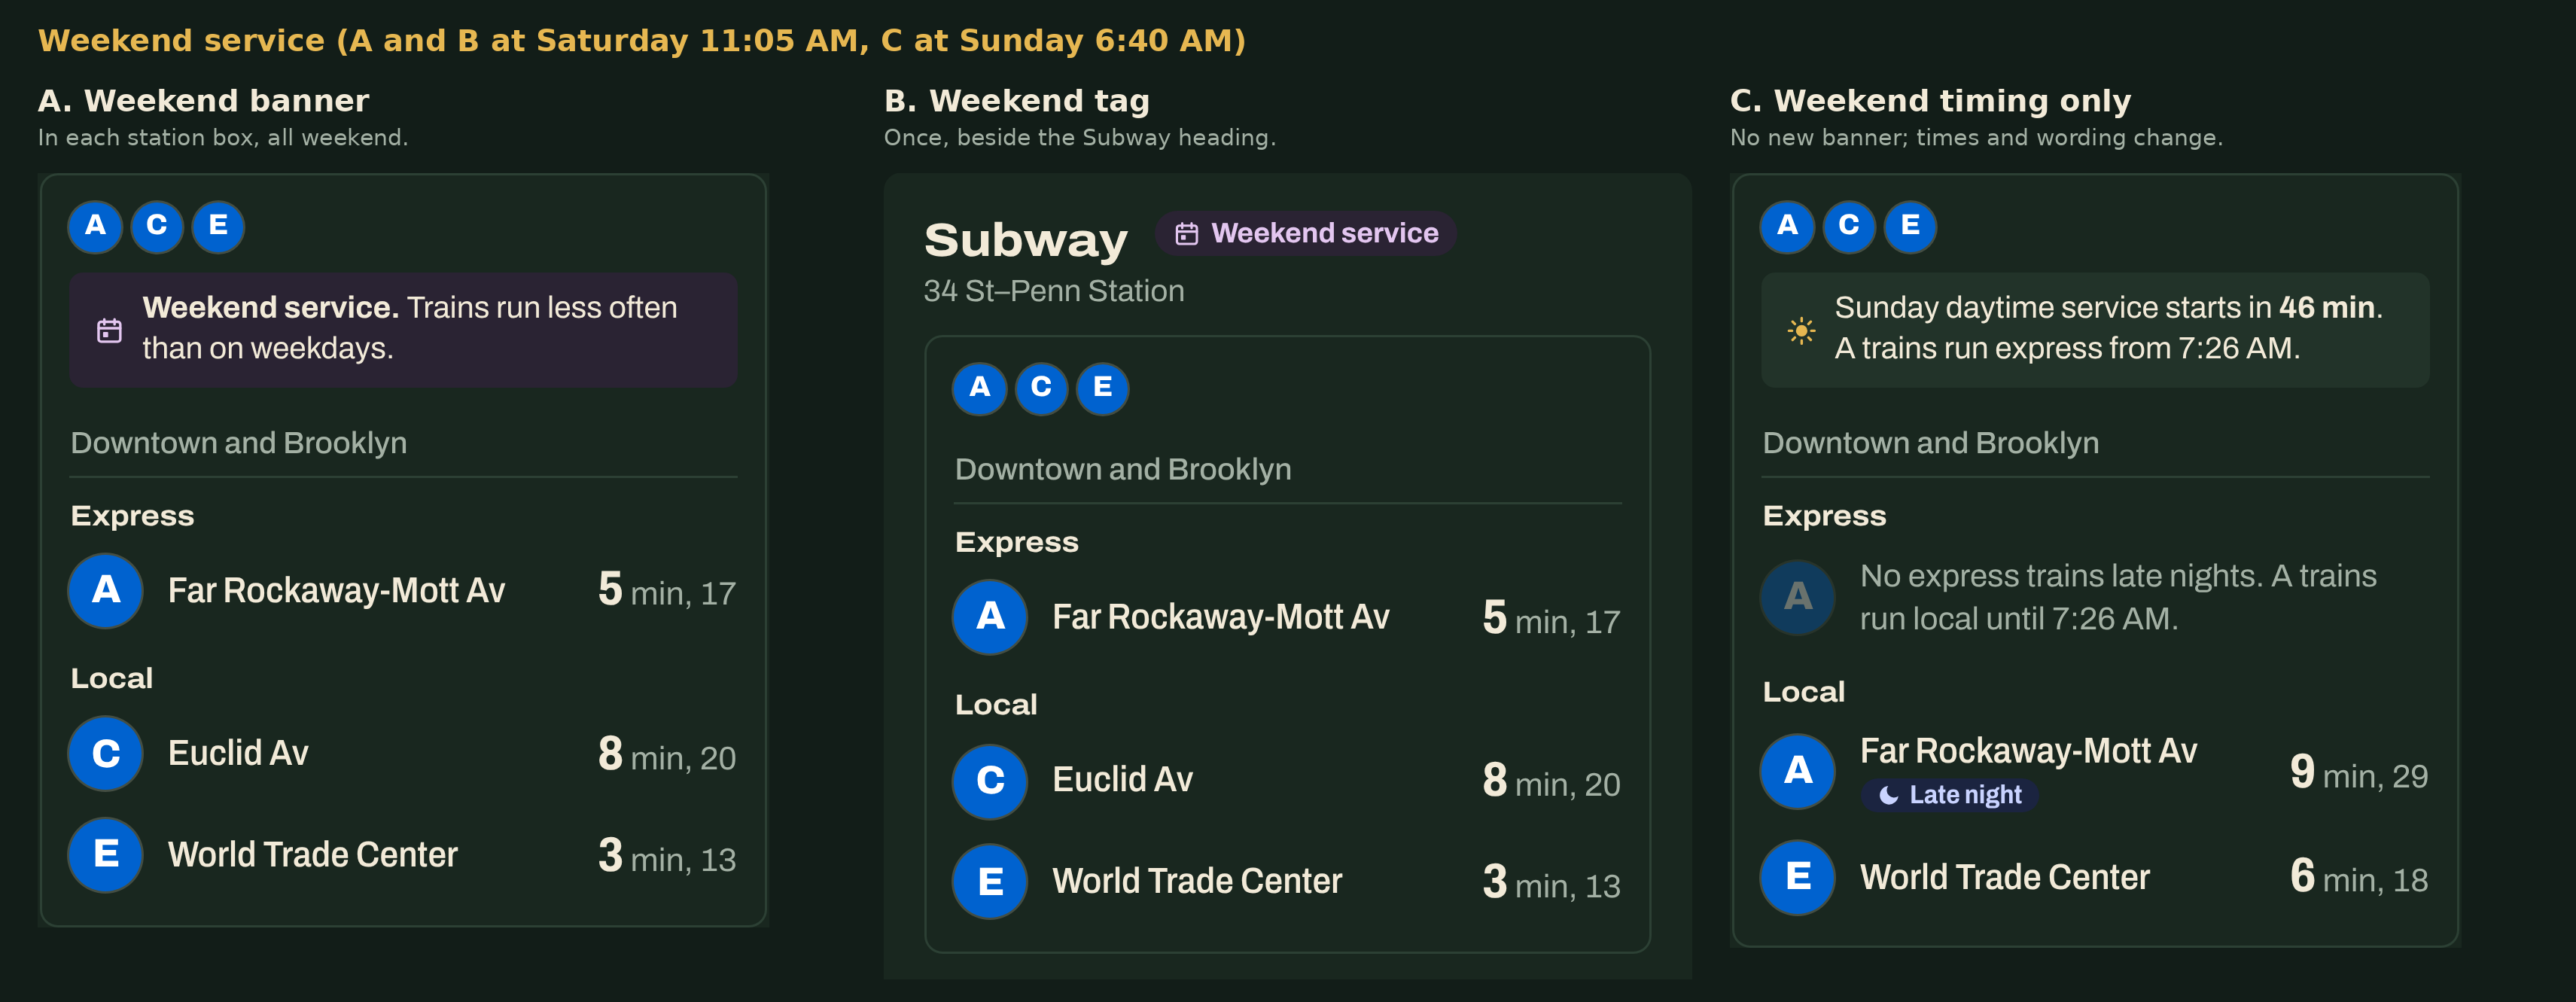 Weekend service (A and B at Saturday 11:05 AM, C at Sunday 6:40 AM)
A. Weekend banner
In each station box, all weekend.
A C E
Weekend service. Trains run less often
than on weekdays.
Downtown and Brooklyn
Express
A Far Rockaway-Mott Av 5 min, 17
Local
C Euclid Av 8 min, 20
E World Trade Center 3 min, 13
B. Weekend tag
Once, beside the Subway heading.
Subway Weekend service
34 St–Penn Station
A C E
Downtown and Brooklyn
Express
A Far Rockaway-Mott Av 5 min, 17
Local
C Euclid Av 8 min, 20
E World Trade Center 3 min, 13
C. Weekend timing only
No new banner; times and wording change.
A C E
Sunday daytime service starts in 46 min.
A trains run express from 7:26 AM.
Downtown and Brooklyn
Express
A No express trains late nights. A trains
run local until 7:26 AM.
Local
A Far Rockaway-Mott Av 9 min, 29
Late night
E World Trade Center 6 min, 18